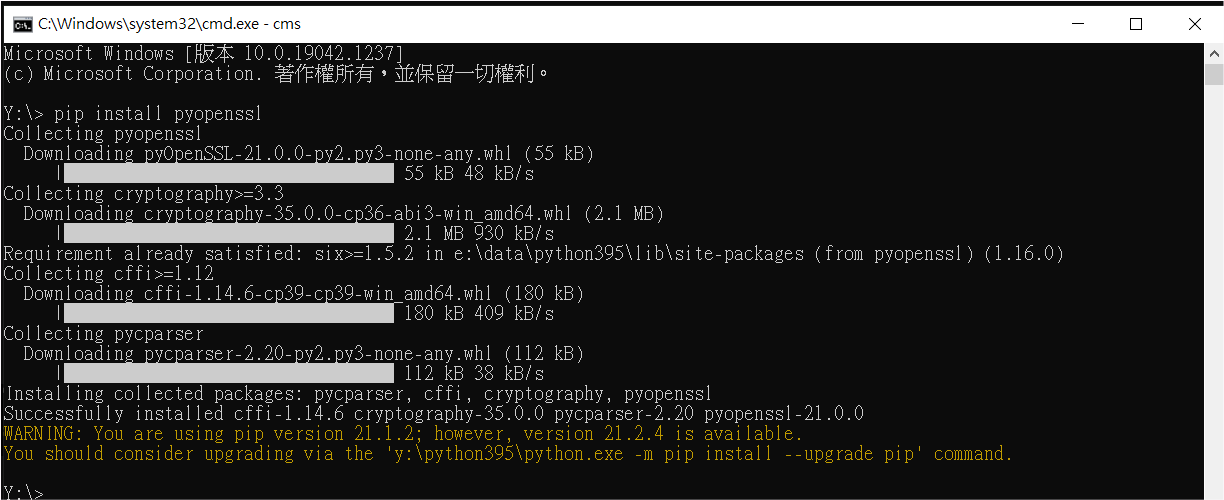 C:\Windows\system32\cmd.exe - cms
Microsoft Windows [版本 10.0.19042.1237]
(c) Microsoft Corporation. 著作權所有，並保留一切權利。
Y:\> pip install pyopenssl
Collecting pyopenssl
  Downloading pyOpenSSL-21.0.0-py2.py3-none-any.whl (55 kB)
     | 55 kB 48 kB/s
Collecting cryptography>=3.3
  Downloading cryptography-35.0.0-cp36-abi3-win_amd64.whl (2.1 MB)
     | 2.1 MB 930 kB/s
Requirement already satisfied: six>=1.5.2 in e:\data\python395\lib\site-packages (from pyopenssl) (1.16.0)
Collecting cffi>=1.12
  Downloading cffi-1.14.6-cp39-cp39-win_amd64.whl (180 kB)
     | 180 kB 409 kB/s
Collecting pycparser
  Downloading pycparser-2.20-py2.py3-none-any.whl (112 kB)
     | 112 kB 38 kB/s
Installing collected packages: pycparser, cffi, cryptography, pyopenssl
Successfully installed cffi-1.14.6 cryptography-35.0.0 pycparser-2.20 pyopenssl-21.0.0
WARNING: You are using pip version 21.1.2; however, version 21.2.4 is available.
You should consider upgrading via the 'y:\python395\python.exe -m pip install --upgrade pip' command.
Y:\>